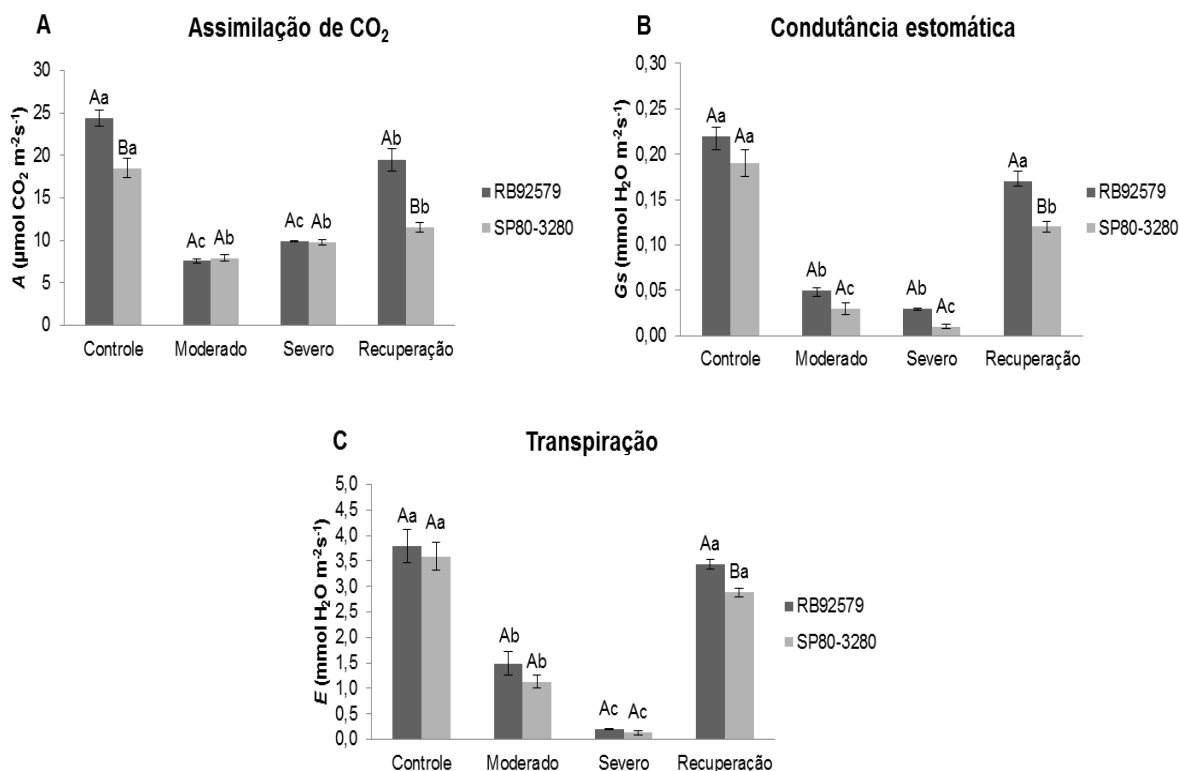 A
Assimilação de CO₂
A (µmol CO₂ m⁻²s⁻¹)
30
25
20
15
10
5
0
Aa
Ba
Ac
Ab
Ac
Ab
Ab
Bb
Controle
Moderado
Severo
Recuperação
RB92579
SP80-3280
B
Condutância estomática
Gs (mmol H₂O m⁻²s⁻¹)
0,30
0,25
0,20
0,15
0,10
0,05
0,00
Aa
Aa
Ab
Ac
Ab
Ac
Aa
Bb
Controle
Moderado
Severo
Recuperação
RB92579
SP80-3280
C
Transpiração
E (mmol H₂O m⁻²s⁻¹)
5,0
4,5
4,0
3,5
3,0
2,5
2,0
1,5
1,0
0,5
0,0
Aa
Aa
Ab
Ab
Ac
Ac
Aa
Ba
Controle
Moderado
Severo
Recuperação
RB92579
SP80-3280